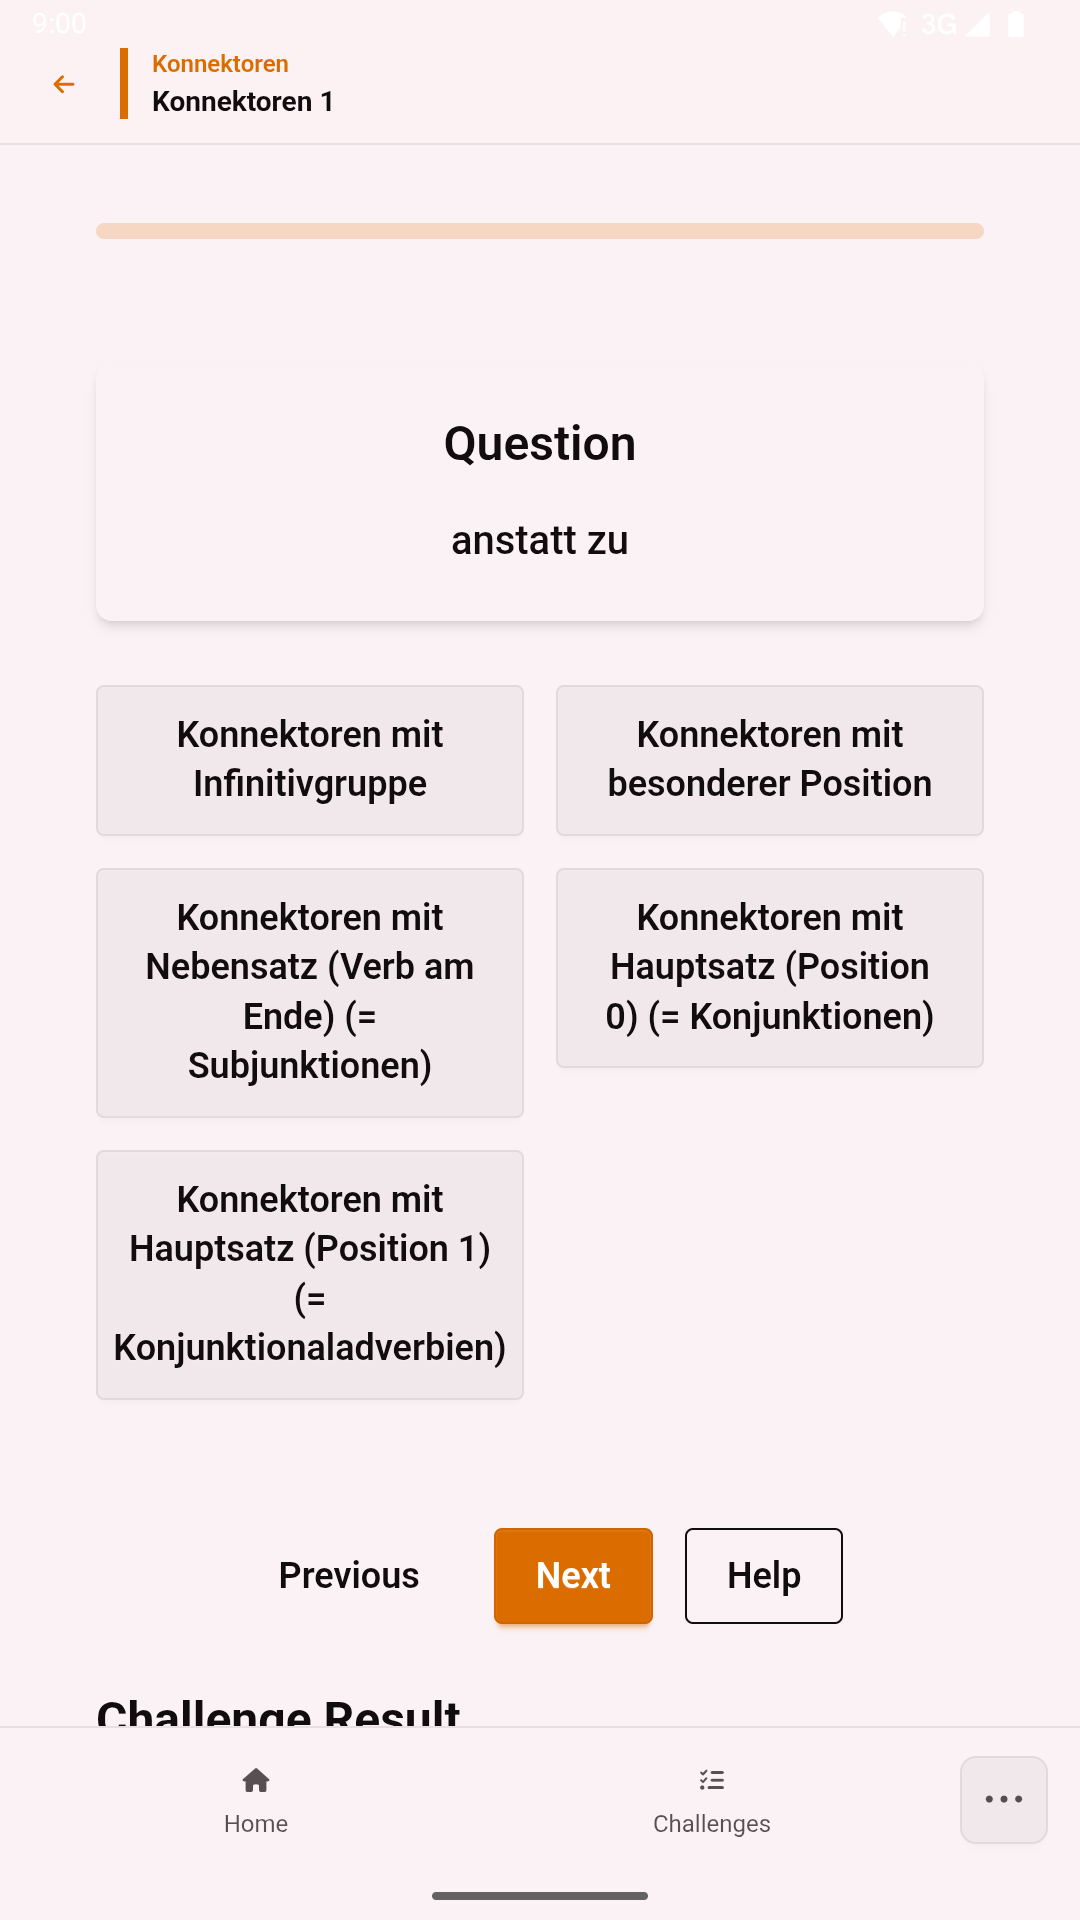 9:00
3G
Konnektoren
Konnektoren 1
Question
anstatt zu
Konnektoren mit
Infinitivgruppe
Konnektoren mit
besonderer Position
Konnektoren mit
Nebensatz (Verb am
Ende) (=
Subjunktionen)
Konnektoren mit
Hauptsatz (Position
0) (= Konjunktionen)
Konnektoren mit
Hauptsatz (Position 1)
(=
Konjunktionaladverbien)
Previous
Next
Help
Challenge Result
Home
Challenges